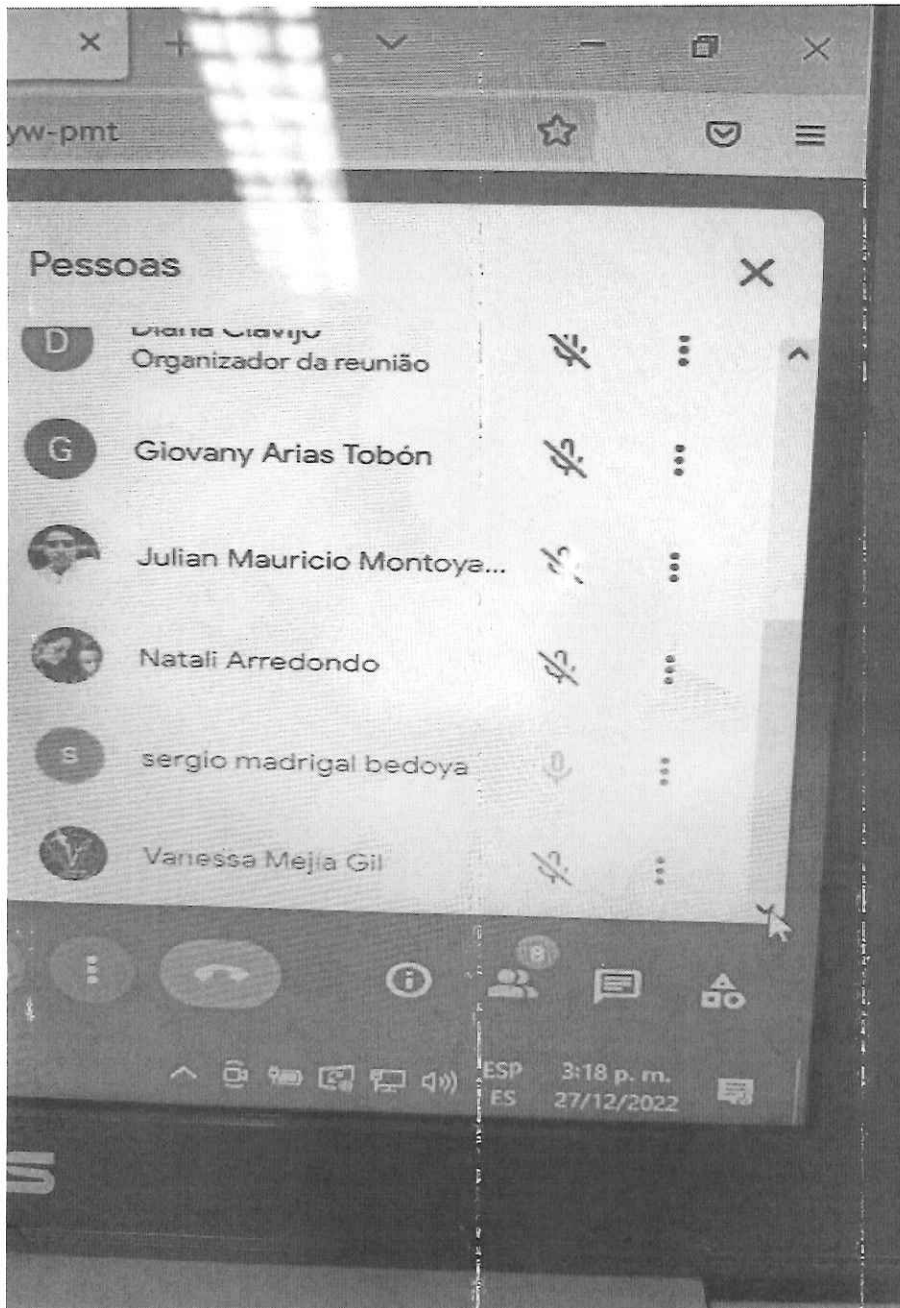 yw-pmt
Pessoas
D
Diana Clavijo
Organizador da reunião
G
Giovany Arias Tobón
Julian Mauricio Montoya...
Natali Arredondo
s
sergio madrigal bedoya
Vanessa Mejía Gil
8
ESP
3:18 p. m.
ES
27/12/2022
S